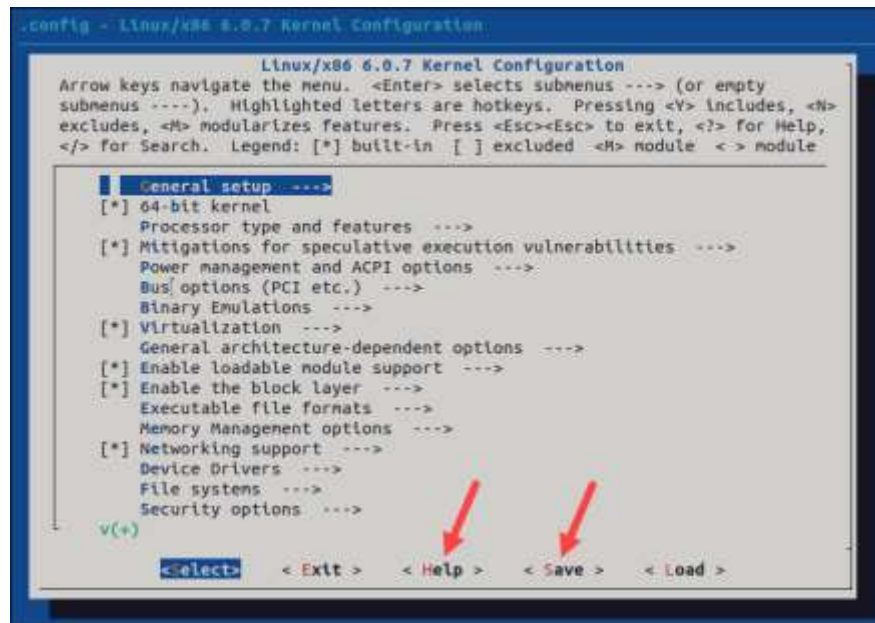 .config - Linux/x86 6.0.7 Kernel Configuration
Linux/x86 6.0.7 Kernel Configuration
Arrow keys navigate the menu.  <Enter> selects submenus ---> (or empty
submenus ----).  Highlighted letters are hotkeys.  Pressing <Y> includes, <N>
excludes, <M> modularizes features.  Press <Esc><Esc> to exit, <?> for Help,
</> for Search.  Legend: [*] built-in  [ ] excluded  <M> module  < > module
General setup  --->
[*] 64-bit kernel
Processor type and features  --->
[*] Mitigations for speculative execution vulnerabilities  --->
Power management and ACPI options  --->
Bus options (PCI etc.)  --->
Binary Emulations  --->
[*] Virtualization  --->
General architecture-dependent options  --->
[*] Enable loadable module support  --->
[*] Enable the block layer  --->
Executable file formats  --->
Memory Management options  --->
[*] Networking support  --->
Device Drivers  --->
File systems  --->
Security options  --->
v(+)
<Select>    < Exit >    < Help >    < Save >    < Load >